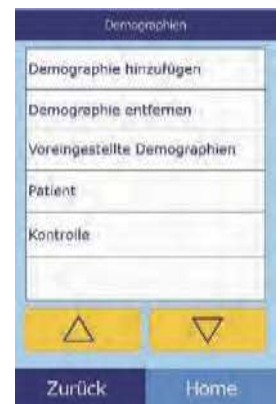 Demographien
Demographie hinzufügen
Demographie entfernen
Voreingestellte Demographien
Patient
Kontrolle
Zurück
Home